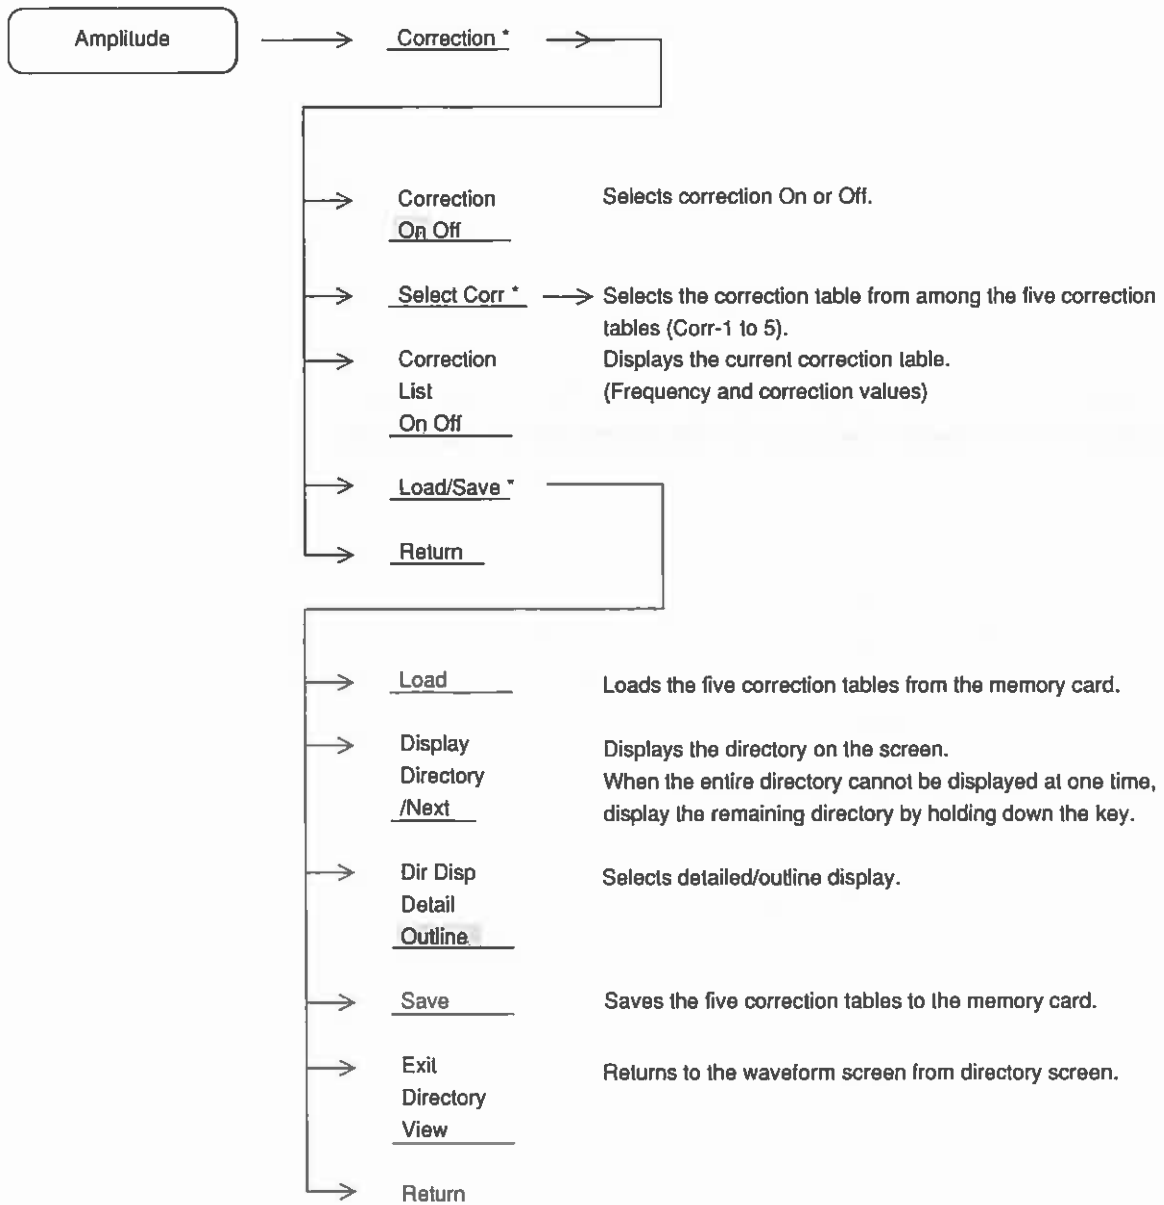 Amplitude
Correction *
Correction
On Off
Selects correction On or Off.
Select Corr *
Selects the correction table from among the five correction
tables (Corr-1 to 5).
Correction
List
On Off
Displays the current correction table.
(Frequency and correction values)
Load/Save *
Return
Load
Loads the five correction tables from the memory card.
Display
Directory
/Next
Displays the directory on the screen.
When the entire directory cannot be displayed at one time,
display the remaining directory by holding down the key.
Dir Disp
Detail
Outline
Selects detailed/outline display.
Save
Saves the five correction tables to the memory card.
Exit
Directory
View
Returns to the waveform screen from directory screen.
Return